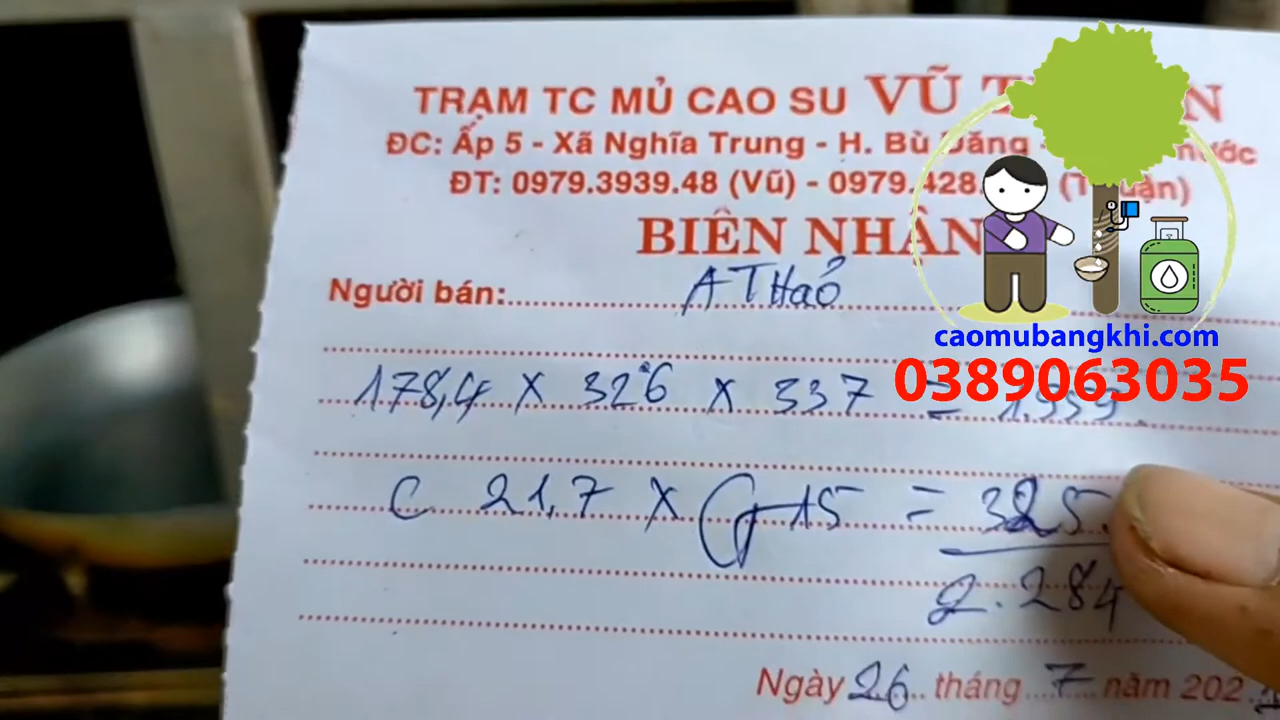 TRẠM TC MỦ CAO SU VŨ
ĐC: Ấp 5 - Xã Nghĩa Trung - H. Bù Đăng -
ĐT: 0979.3939.48 (Vũ) - 0979.428.
BIÊN NHẬN
Người bán: A THảo
178,4 X 32,6 X 337 = 1.959.
C 21,7 X 15 = 325.
2.284
Ngày 26 tháng 7 năm 202
caomubangkhi.com
0389063035